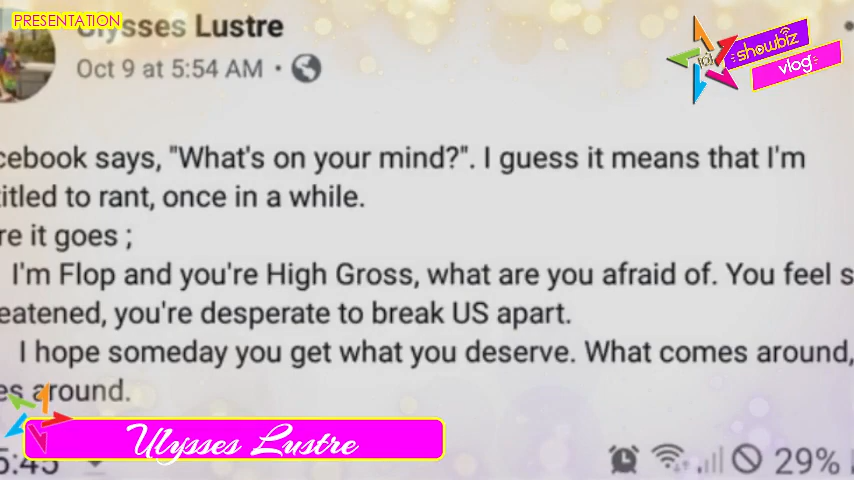 PRESENTATION
Ulysses Lustre
Oct 9 at 5:54 AM •
showbiz
vlog
cebook says, "What's on your mind?". I guess it means that I'm
titled to rant, once in a while.
re it goes ;
I'm Flop and you're High Gross, what are you afraid of. You feel s
eatened, you're desperate to break US apart.
I hope someday you get what you deserve. What comes around,
es around.
Ulysses Lustre
5:45
29%